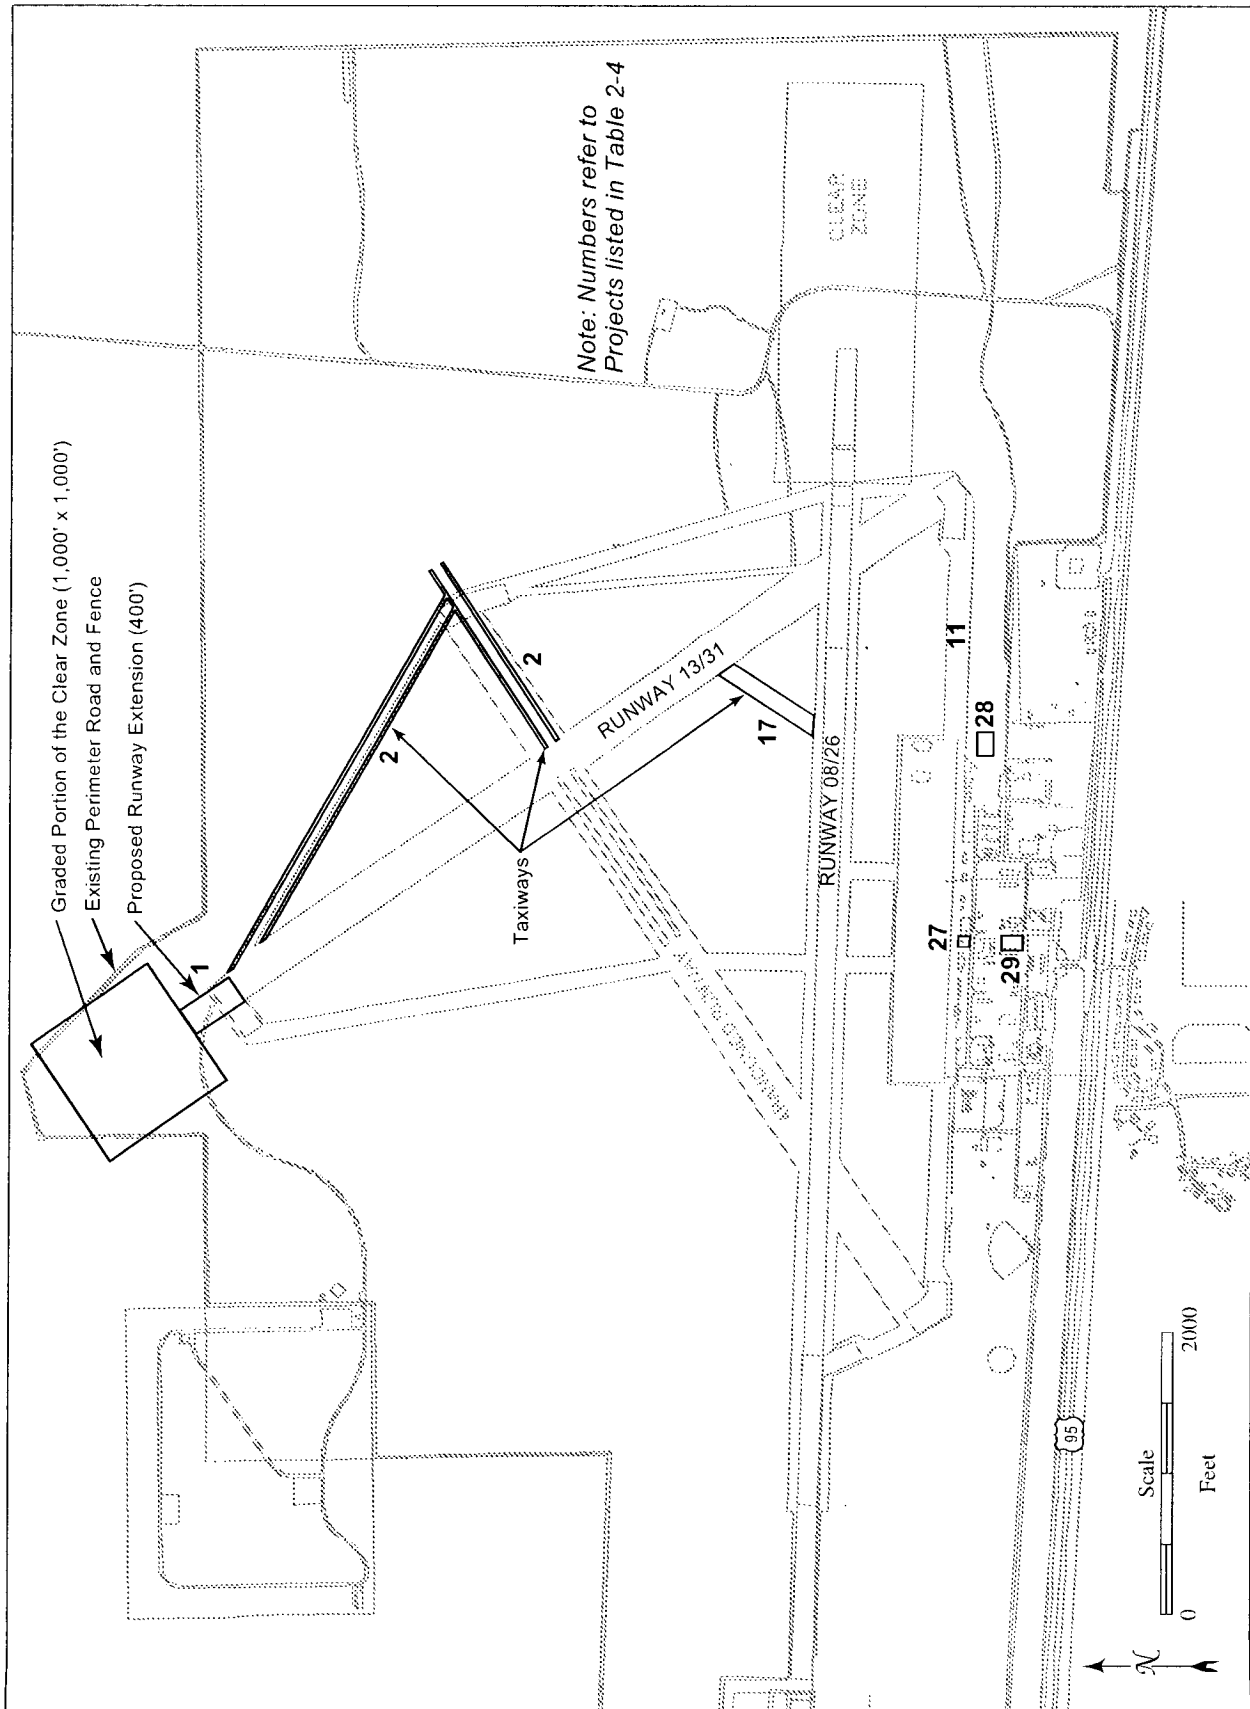 Graded Portion of the Clear Zone (1,000' x 1,000')
Existing Perimeter Road and Fence
Proposed Runway Extension (400')
1
2
2
Taxiways
Note: Numbers refer to
Projects listed in Table 2-4
RUNWAY 13/31
17
RUNWAY 08/26
ABANDONED RUNWAY
CLEAR
ZONE
11
28
27
29
95
Scale
0
2000
Feet
N